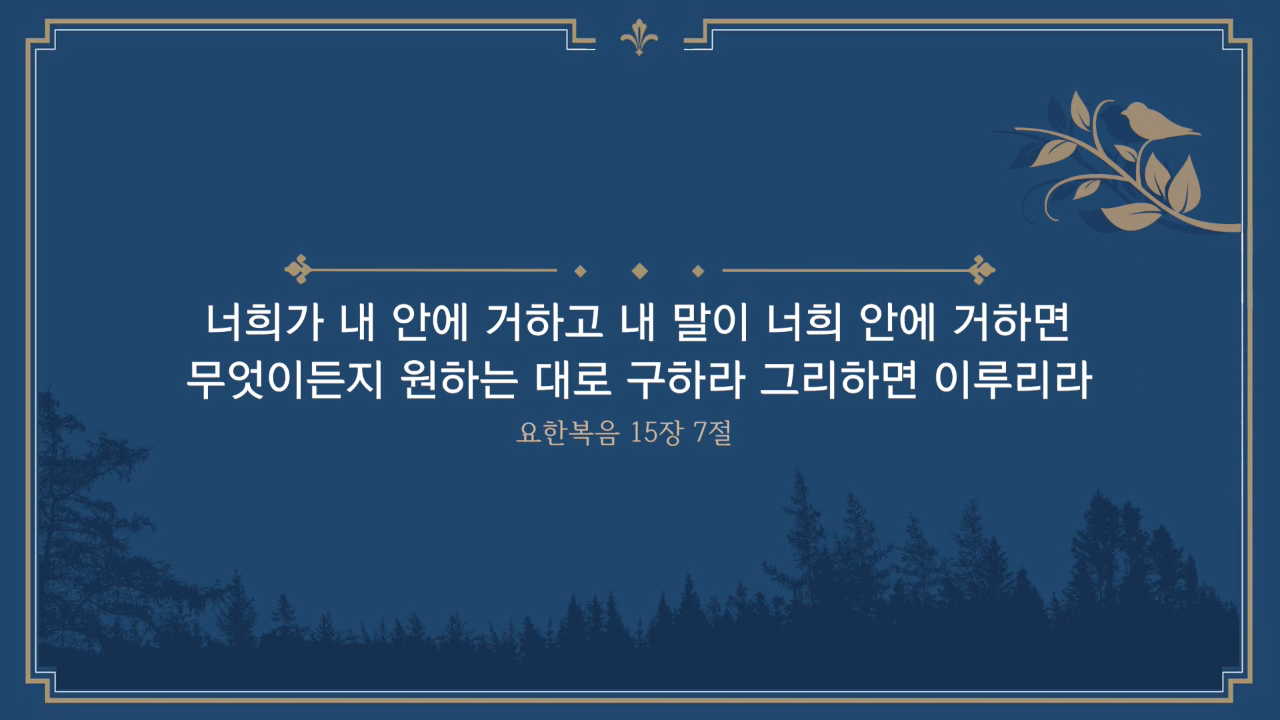 너희가 내 안에 거하고 내 말이 너희 안에 거하면
무엇이든지 원하는 대로 구하라 그리하면 이루리라
요한복음 15장 7절